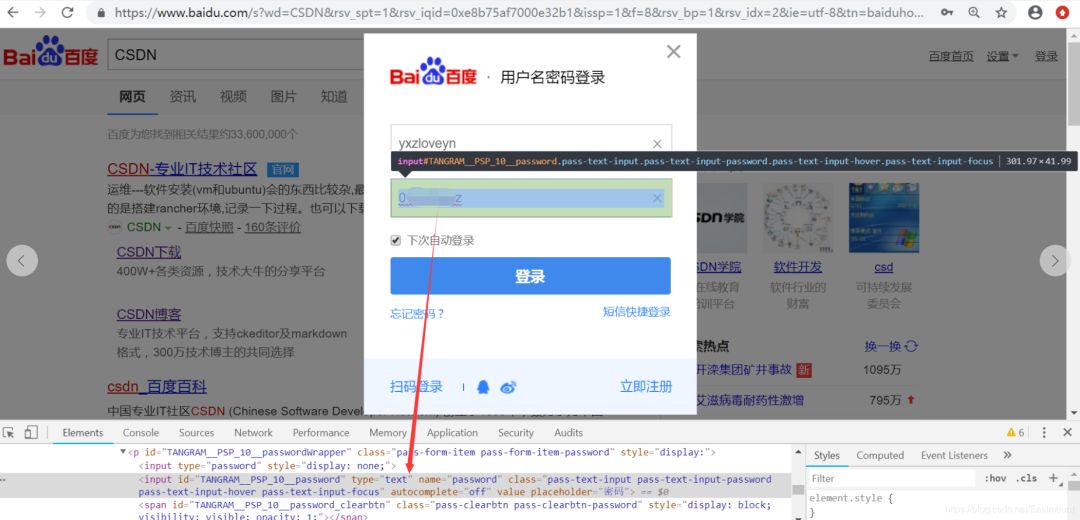 https://www.baidu.com/s?wd=CSDN&rsv_spt=1&rsv_iqid=0xe8b75af7000e32b1&issp=1&f=8&rsv_bp=1&rsv_idx=2&ie=utf-8&tn=baiduho...
Bai du 百度
CSDN
百度首页 设置 登录
Bai du 百度 · 用户名密码登录
网页 资讯 视频 图片 知道
百度为您找到相关结果约33,600,000个
yxzloveyn
input#TANGRAM__PSP_10__password.pass-text-input.pass-text-input-password.pass-text-input-hover.pass-text-input-focus | 301.97×41.99
CSDN-专业IT技术社区 官网
运维---软件安装(vm和ubuntu)会的东西比较杂,最
的是搭建rancher环境,记录一下过程。也可以下载
CSDN - 百度快照 - 160条评价
0 z
下次自动登录
登录
忘记密码？ 短信快捷登录
CSDN下载
400W+各类资源，技术大牛的分享平台
CSDN博客
专业IT技术平台，支持ckeditor及markdown
格式，300万技术博主的共同选择
csdn_百度百科
中国专业IT社区CSDN (Chinese Software Develop
扫码登录 立即注册
SDN学院
DN学院 软件开发 csd
在线教育 软件行业的 可持续发展
培训平台 财富 委员会
热点 换一换
开滦集团矿井事故 新 1095万
艾滋病毒耐药性激增 795万
Elements Console Sources Network Performance Memory Application Security Audits 6
<p id="TANGRAM__PSP_10__passwordWrapper" class="pass-form-item pass-form-item-password" style="display:">
<input type="password" style="display: none;">
<input id="TANGRAM__PSP_10__password" type="text" name="password" class="pass-text-input pass-text-input-password
pass-text-input-hover pass-text-input-focus" autocomplete="off" value placeholder="密码"> == $0
<span id="TANGRAM__PSP_10__password_clearbtn" class="pass-clearbtn pass-clearbtn-password" style="display: block;
visibility: visible; opacity: 1;"></span>
Styles Computed Event Listeners »
Filter :hov .cls +
element.style {
}
https://blog.csdn.net/Eastmount